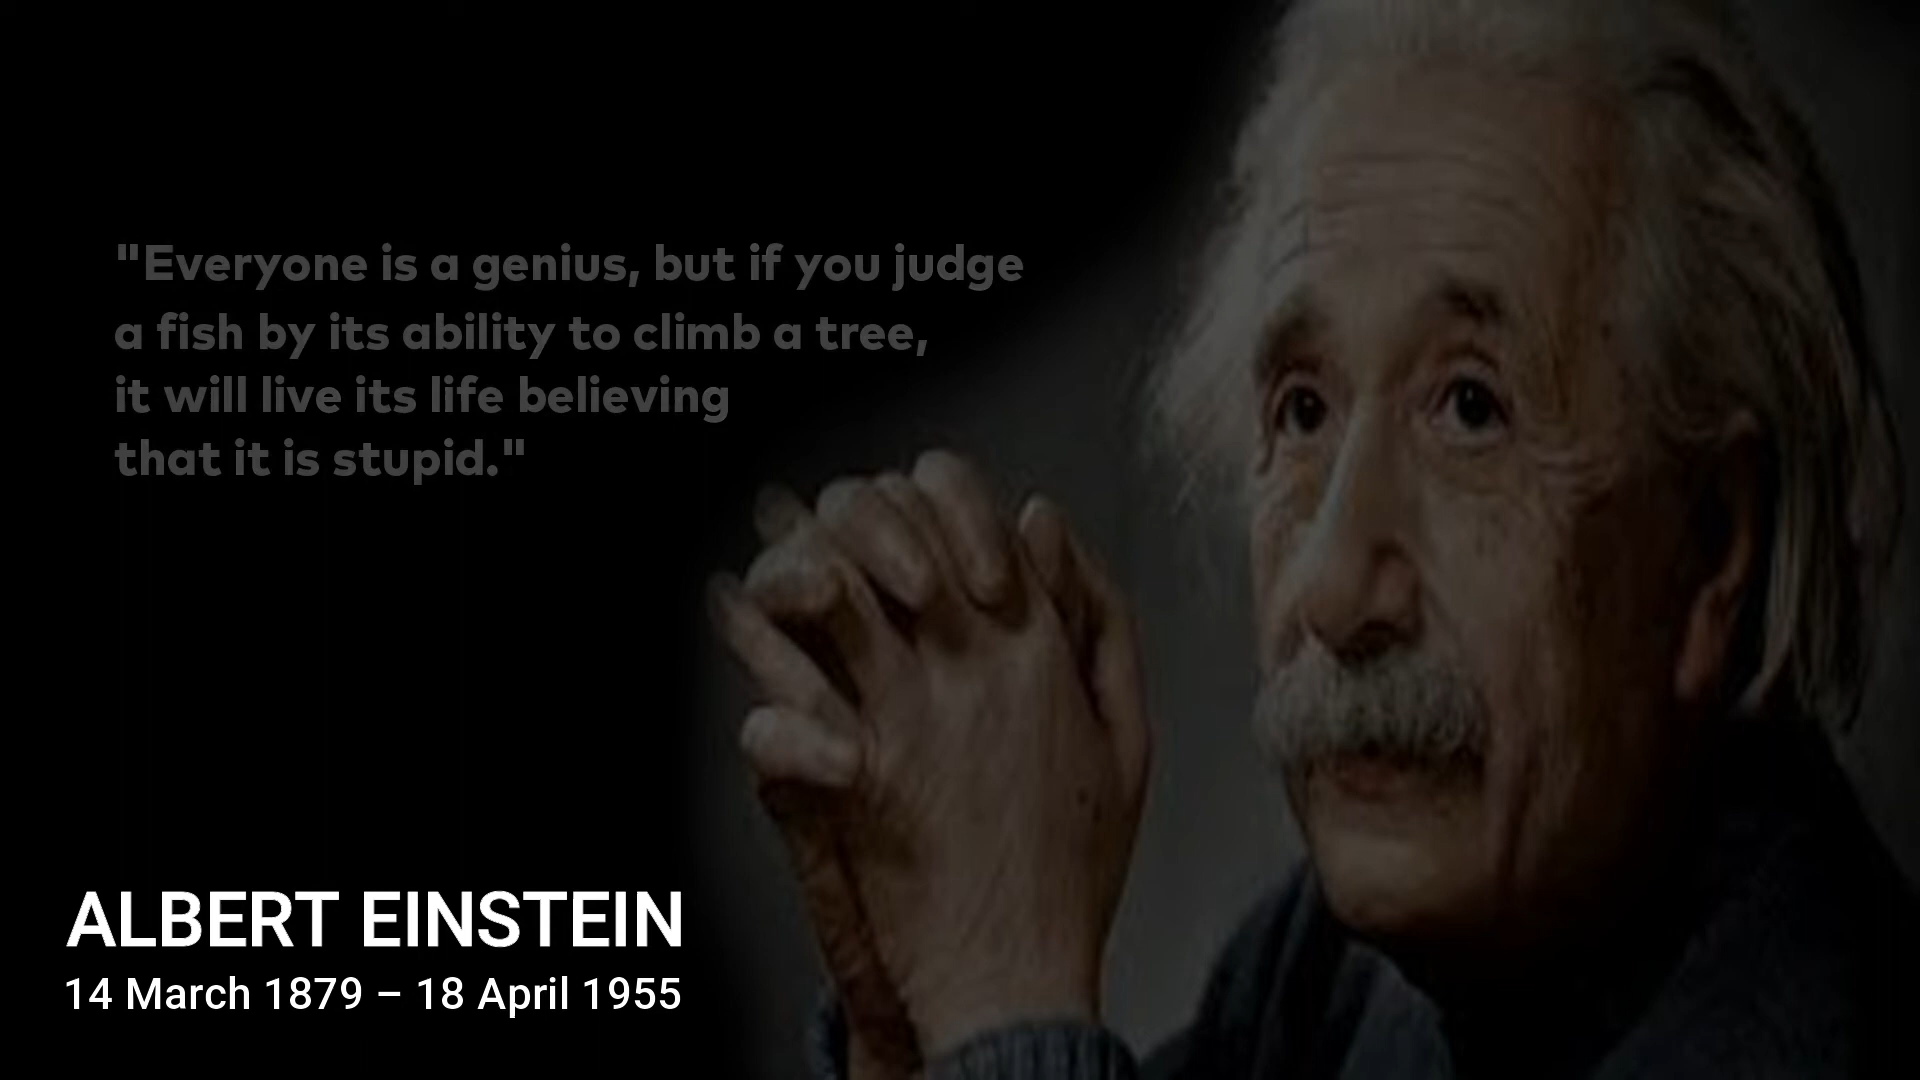 "Everyone is a genius, but if you judge
a fish by its ability to climb a tree,
it will live its life believing
that it is stupid."
ALBERT EINSTEIN
14 March 1879 – 18 April 1955